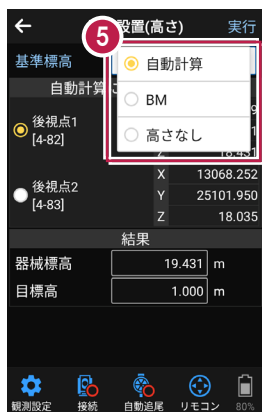 設置(高さ) 実行
5
基準標高
自動計算
BM
高さなし
自動計算
後視点1
[4-82]
1
Z 18.431
後視点2
[4-83]
X 13068.252
Y 25101.950
Z 18.035
結果
器械標高 19.431 m
目標高 1.000 m
観測設定 接続 自動追尾 リモコン 80%